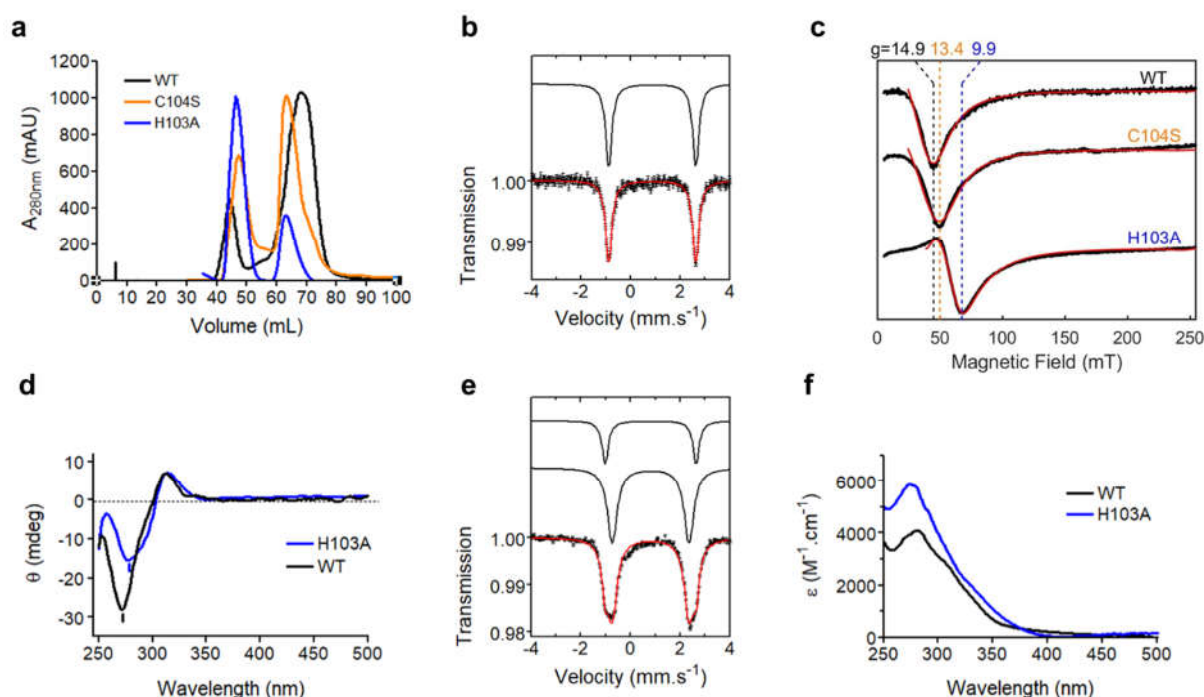 a
1200
1000
800
600
400
200
0
A280nm (mAU)
WT
C104S
H103A
0 10 20 30 40 50 60 70 80 90 100
Volume (mL)
b
1.00
0.99
Transmission
-4 -2 0 2 4
Velocity (mm.s⁻¹)
c
g=14.9 13.4 9.9
WT
C104S
H103A
0 50 100 150 200 250
Magnetic Field (mT)
d
10
0
-10
-20
-30
θ (mdeg)
H103A
WT
250 300 350 400 450 500
Wavelength (nm)
e
1.00
0.99
0.98
Transmission
-4 -2 0 2 4
Velocity (mm.s⁻¹)
f
6000
4000
2000
0
ε (M⁻¹.cm⁻¹)
WT
H103A
250 300 350 400 450 500
Wavelength (nm)